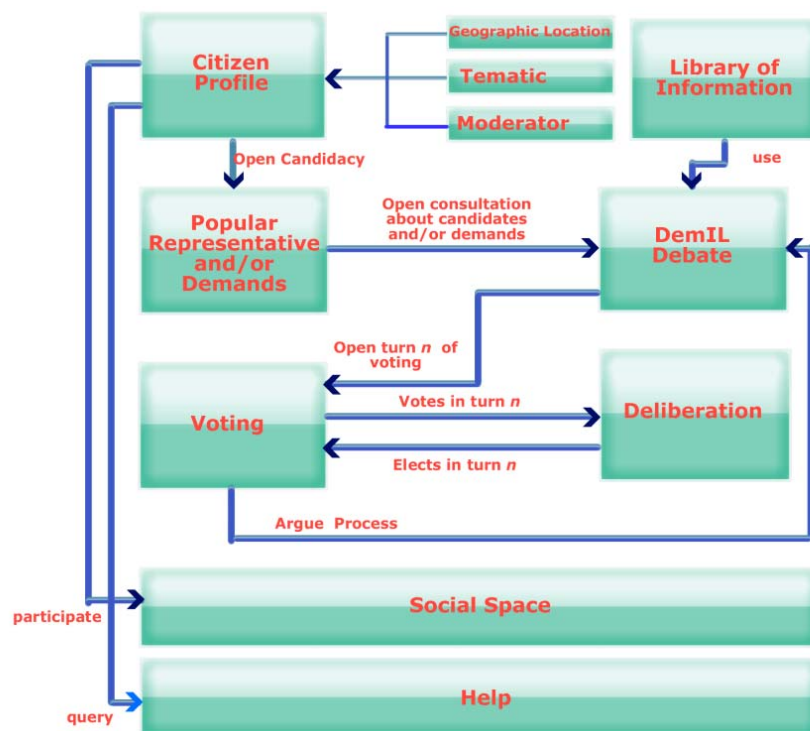 Geographic Location
Citizen
Profile
Tematic
Library of
Information
Moderator
Open Candidacy
use
Popular
Representative
and/or
Demands
Open consultation
about candidates
and/or demands
DemIL
Debate
Open turn n of
voting
Voting
Votes in turn n
Deliberation
Elects in turn n
Argue Process
participate
Social Space
query
Help